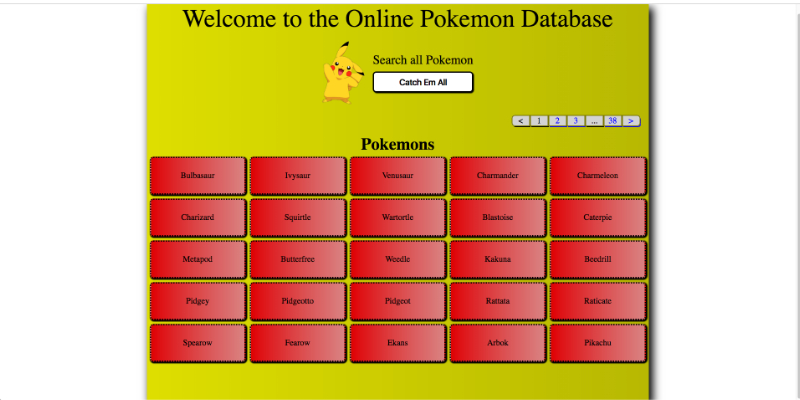 Welcome to the Online Pokemon Database
Search all Pokemon
Catch Em All
< 1 2 3 ... 38 >
Pokemons
Bulbasaur Ivysaur Venusaur Charmander Charmeleon
Charizard Squirtle Wartortle Blastoise Caterpie
Metapod Butterfree Weedle Kakuna Beedrill
Pidgey Pidgeotto Pidgeot Rattata Raticate
Spearow Fearow Ekans Arbok Pikachu